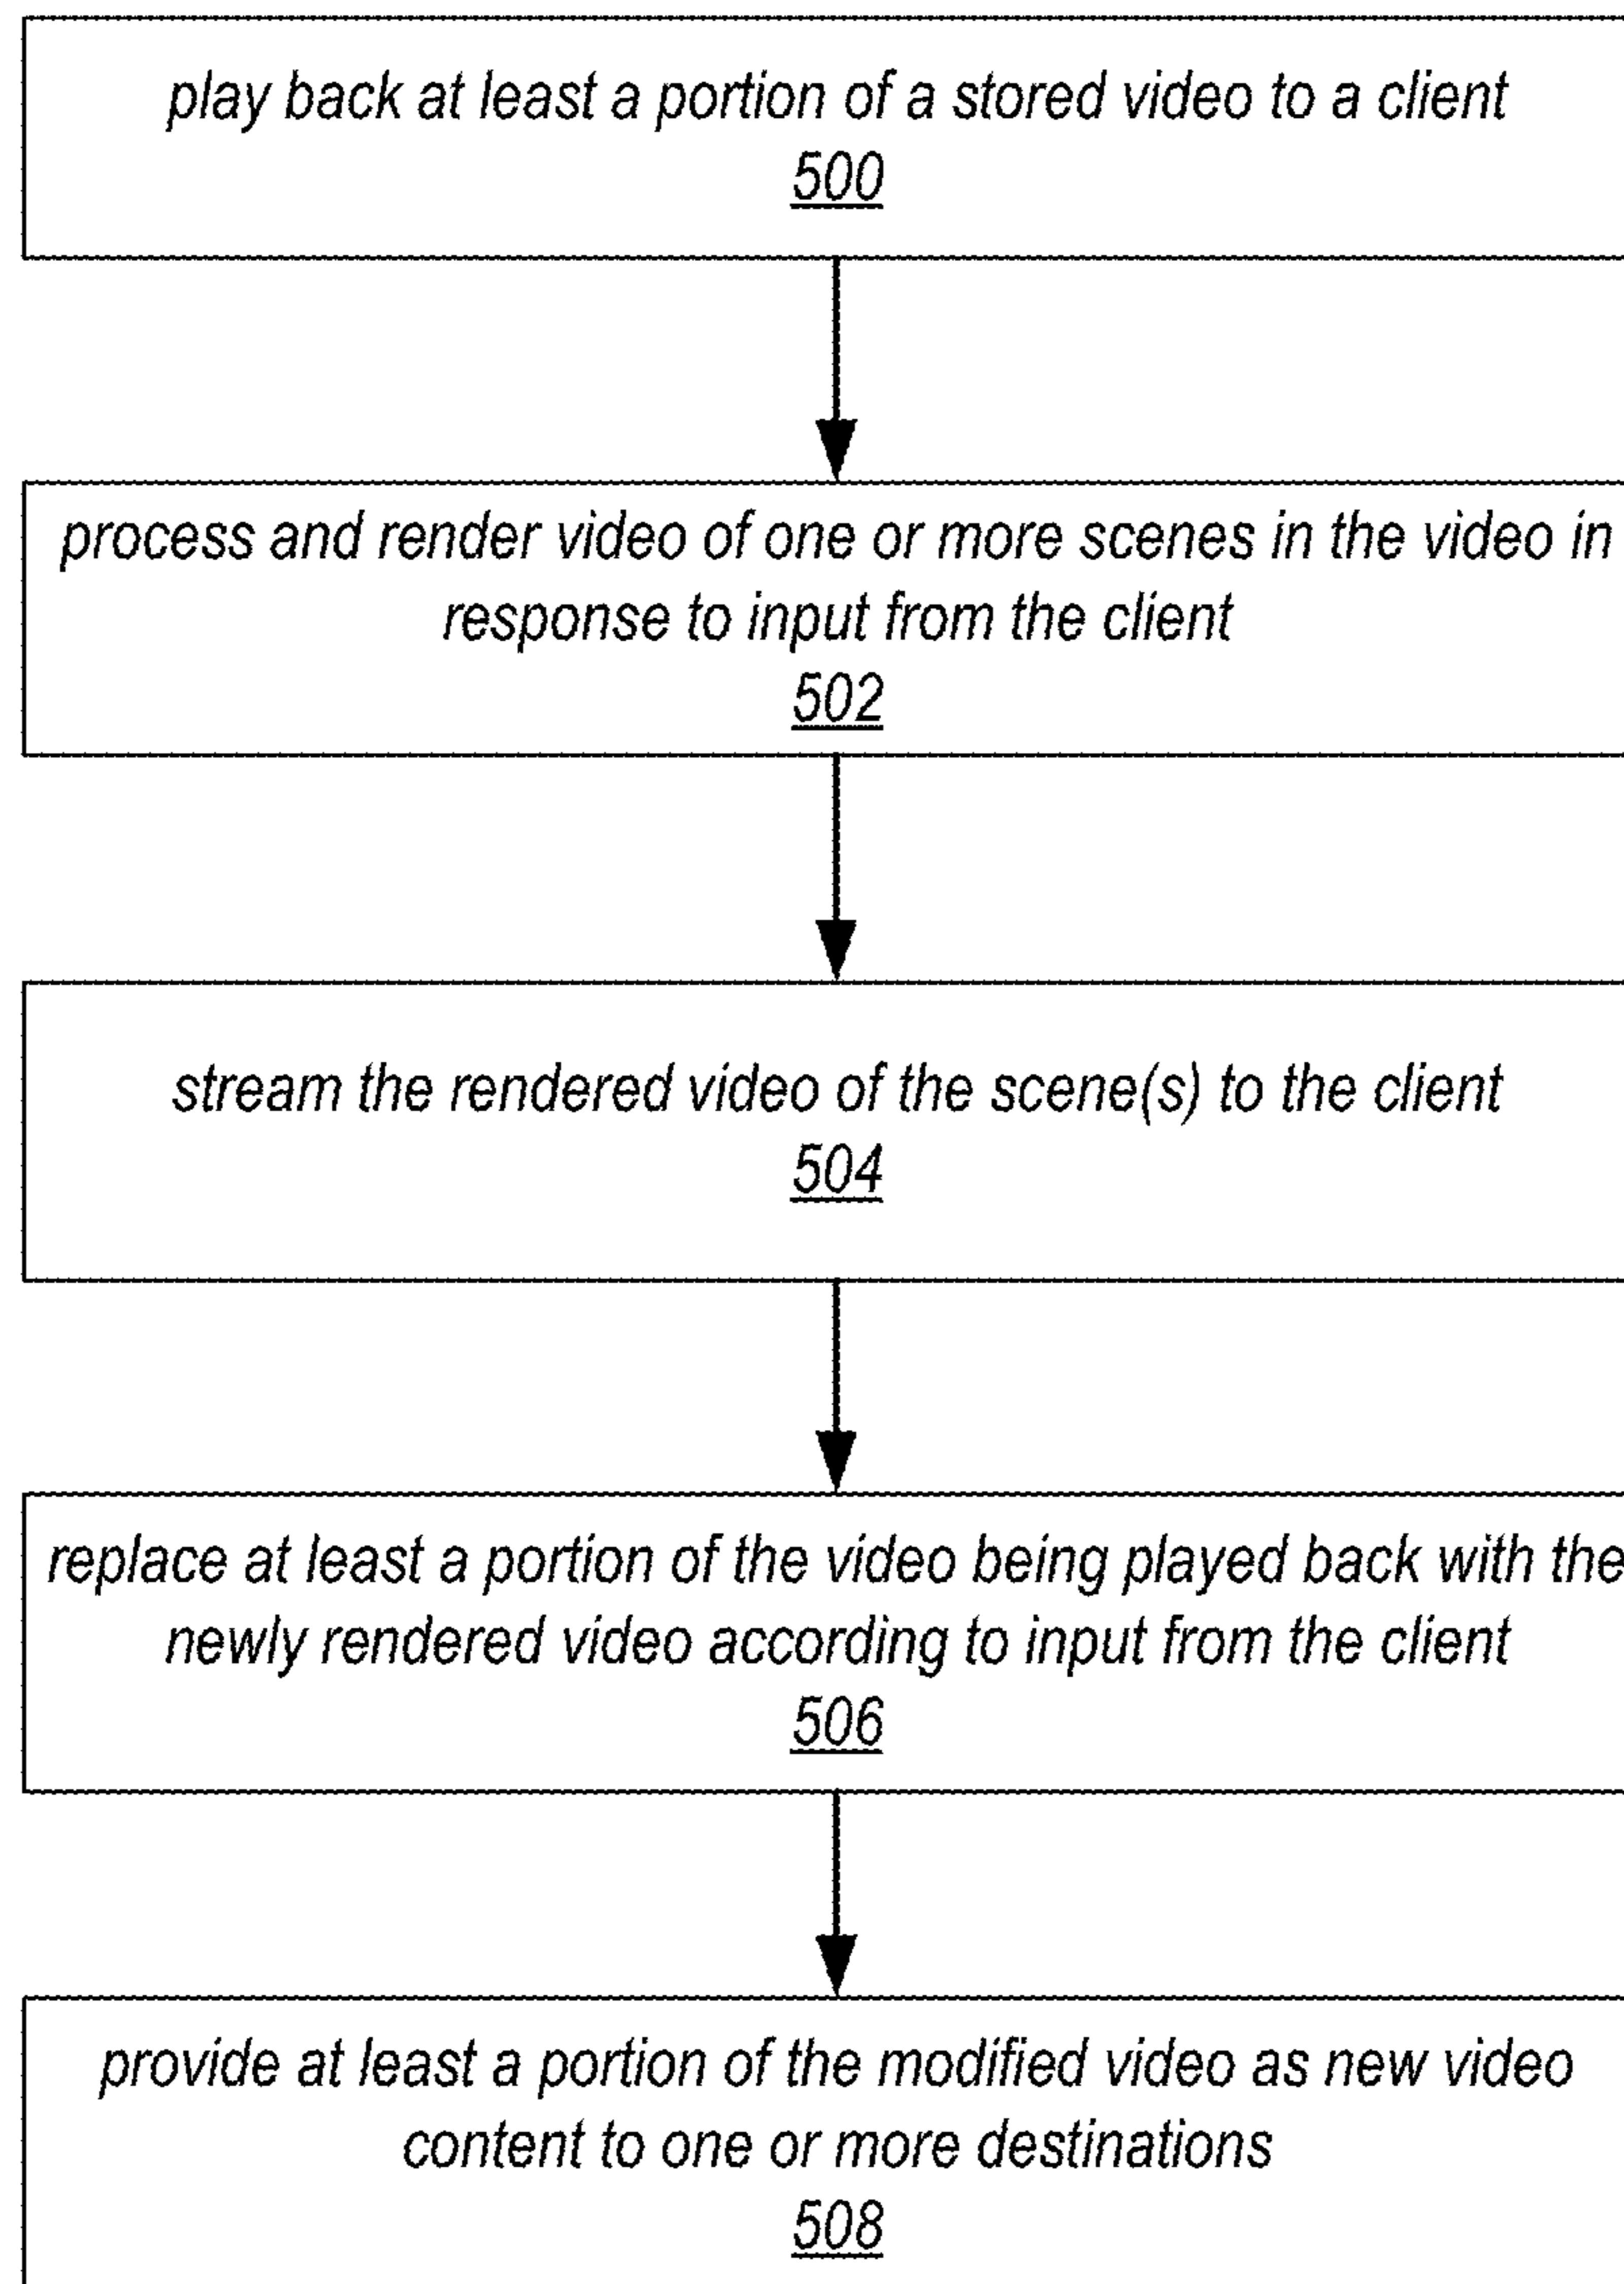 play back at least a portion of a stored video to a client
500
process and render video of one or more scenes in the video in
response to input from the client
502
stream the rendered video of the scene(s) to the client
504
replace at least a portion of the video being played back with the
newly rendered video according to input from the client
506
provide at least a portion of the modified video as new video
content to one or more destinations
508